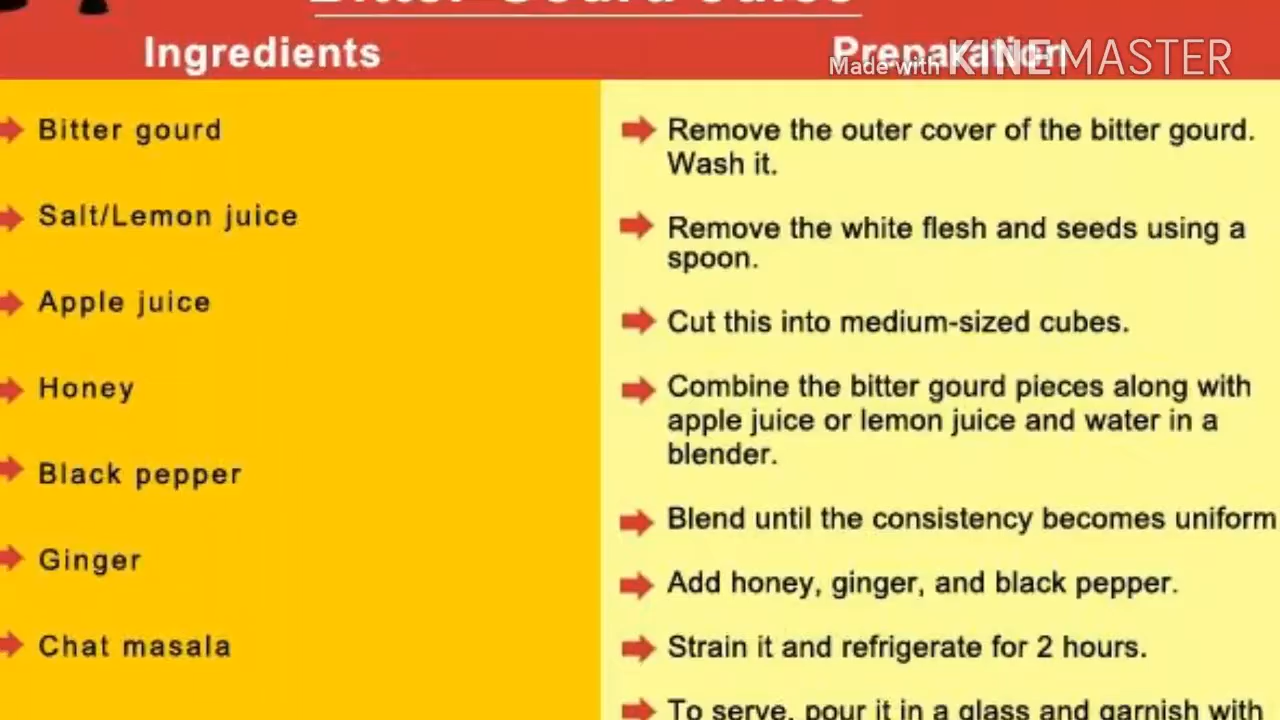 Bitter Gourd Juice
Ingredients
Preparation
Made with KINEMASTER
Bitter gourd
Salt/Lemon juice
Apple juice
Honey
Black pepper
Ginger
Chat masala
Remove the outer cover of the bitter gourd.
Wash it.
Remove the white flesh and seeds using a
spoon.
Cut this into medium-sized cubes.
Combine the bitter gourd pieces along with
apple juice or lemon juice and water in a
blender.
Blend until the consistency becomes uniform
Add honey, ginger, and black pepper.
Strain it and refrigerate for 2 hours.
To serve, pour it in a glass and garnish with